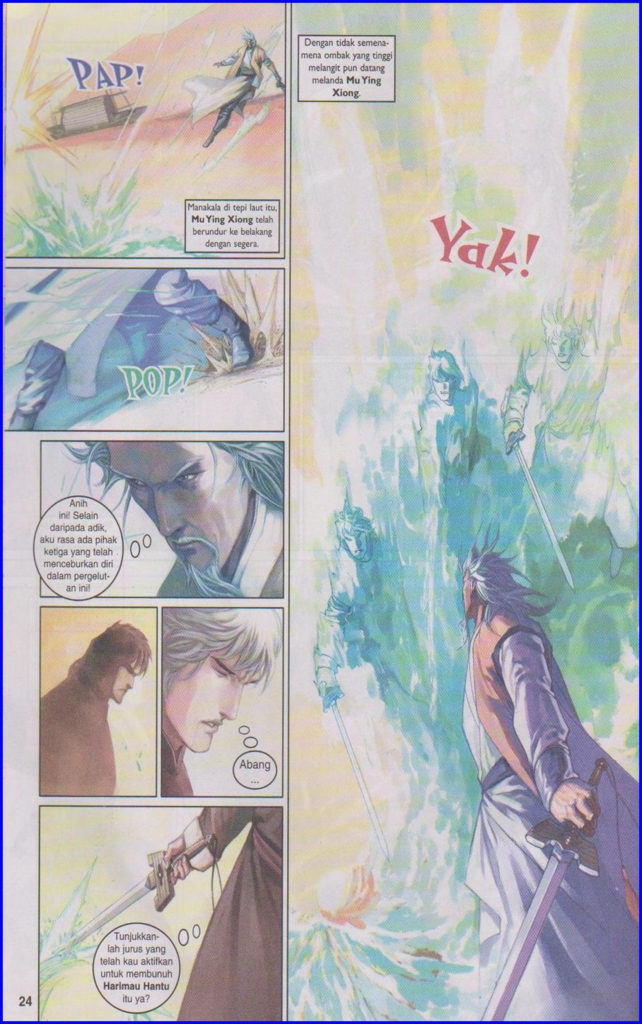 PAP!
Manakala di tepi laut itu,
Mu Ying Xiong telah
berundur ke belakang
dengan segera.
POP!
Anih
ini! Selain
daripada adik,
aku rasa ada pihak
ketiga yang telah
menceburkan diri
dalam pergelut-
an ini!
Abang
...
Tunjukkan-
lah jurus yang
telah kau aktifkan
untuk membunuh
Harimau Hantu
itu ya?
24
Dengan tidak semena-
mena ombak yang tinggi
melangit pun datang
melanda Mu Ying
Xiong.
Yak!